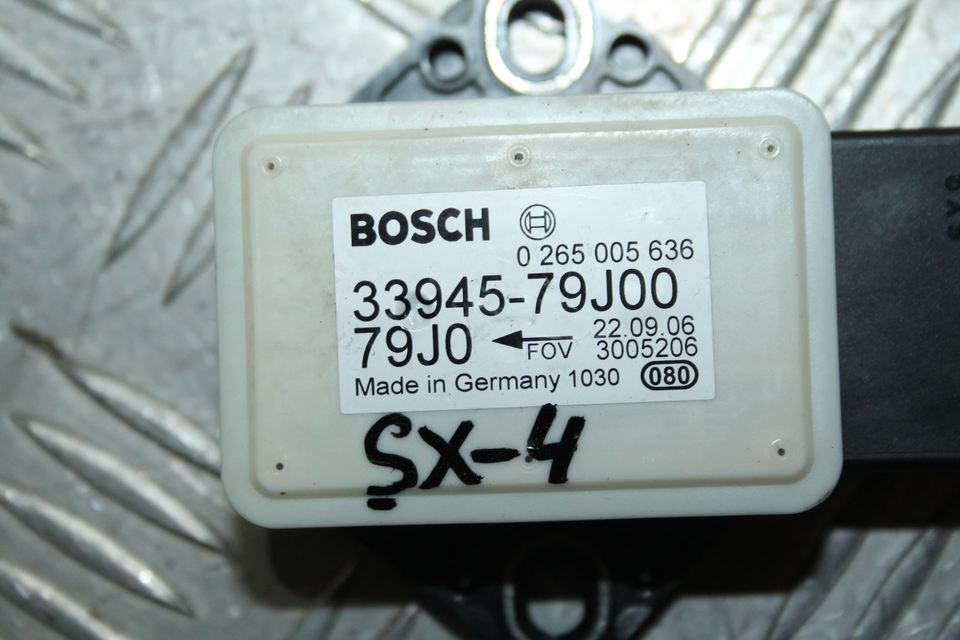 BOSCH
0 265 005 636
33945-79J00
79J0
FOV
22.09.06
3005206
Made in Germany 1030 080
SX-4